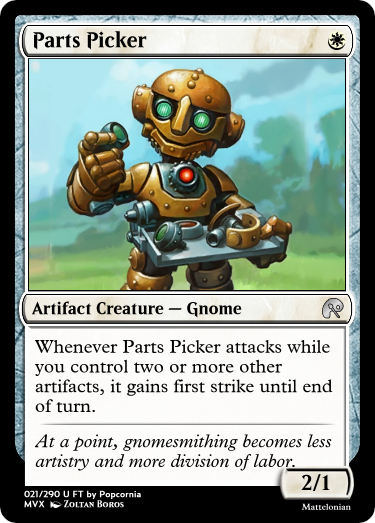 Parts Picker
Artifact Creature — Gnome
Whenever Parts Picker attacks while
you control two or more other
artifacts, it gains first strike until end
of turn.
At a point, gnomesmithing becomes less
artistry and more division of labor.
2/1
021/290 U FT by Popcornia
MVX Zoltan Boros
Mattelonian